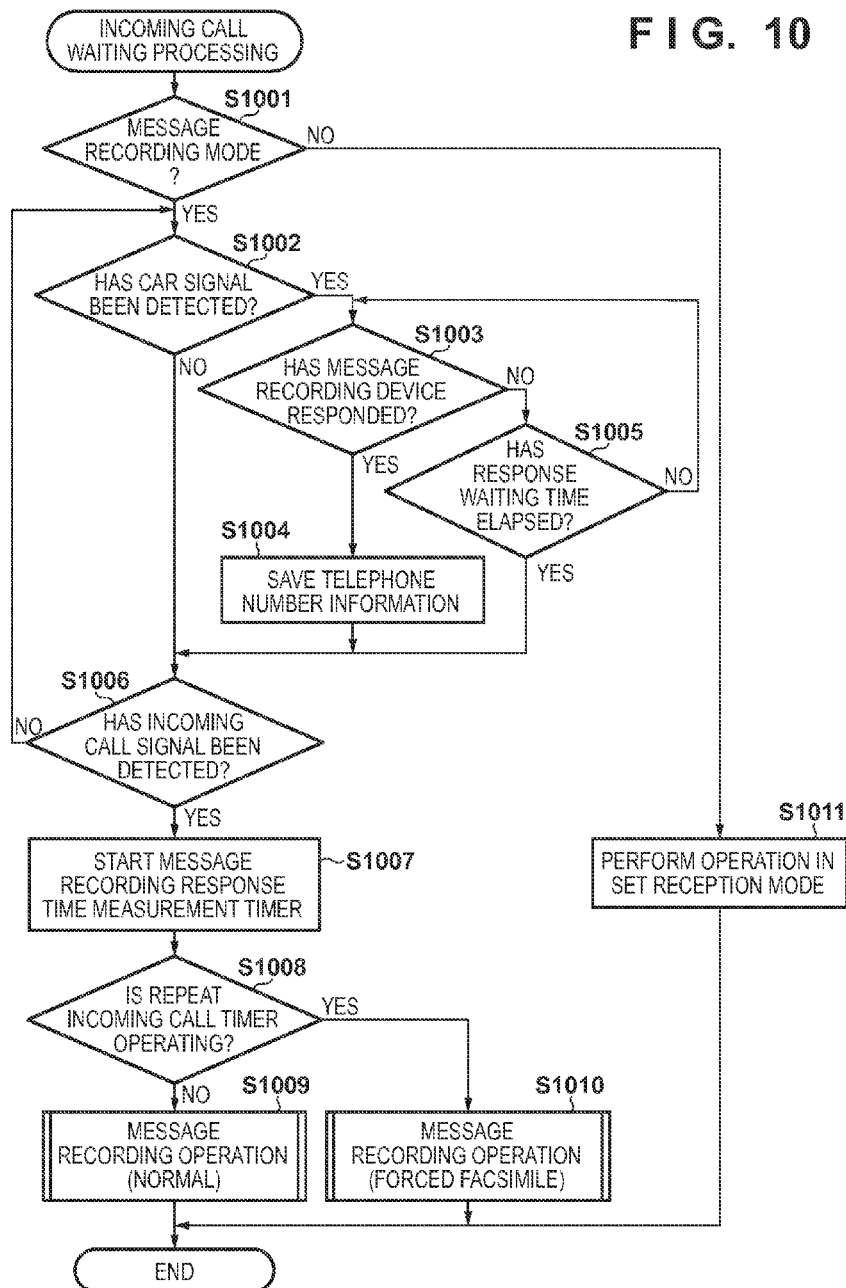 INCOMING CALL
WAITING PROCESSING
F I G. 10
S1001
MESSAGE
RECORDING MODE
?
NO
YES
S1002
HAS CAR SIGNAL
BEEN DETECTED?
YES
NO
S1003
HAS MESSAGE
RECORDING DEVICE
RESPONDED?
NO
YES
S1005
HAS
RESPONSE
WAITING TIME
ELAPSED?
NO
YES
S1004
SAVE TELEPHONE
NUMBER INFORMATION
S1006
HAS INCOMING
CALL SIGNAL BEEN
DETECTED?
NO
YES
S1007
START MESSAGE
RECORDING RESPONSE
TIME MEASUREMENT TIMER
S1011
PERFORM OPERATION IN
SET RECEPTION MODE
S1008
IS REPEAT
INCOMING CALL TIMER
OPERATING?
YES
NO
S1009
MESSAGE
RECORDING OPERATION
(NORMAL)
S1010
MESSAGE
RECORDING OPERATION
(FORCED FACSIMILE)
END